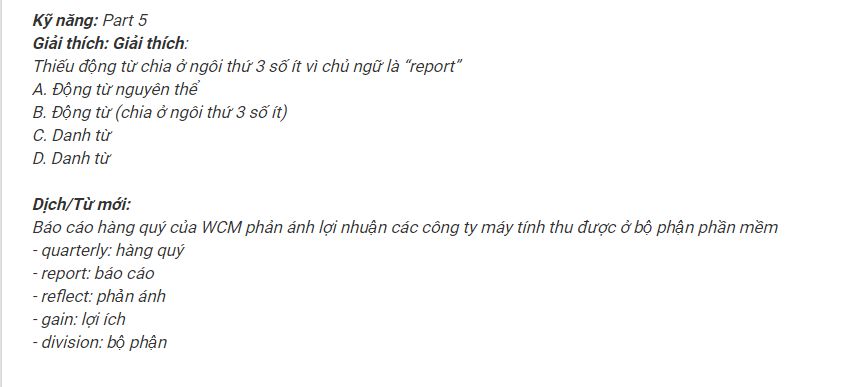 Kỹ năng: Part 5
Giải thích: Giải thích:
Thiếu động từ chia ở ngôi thứ 3 số ít vì chủ ngữ là “report”
A. Động từ nguyên thể
B. Động từ (chia ở ngôi thứ 3 số ít)
C. Danh từ
D. Danh từ
Dịch/Từ mới:
Báo cáo hàng quý của WCM phản ánh lợi nhuận các công ty máy tính thu được ở bộ phận phần mềm
- quarterly: hàng quý
- report: báo cáo
- reflect: phản ánh
- gain: lợi ích
- division: bộ phận